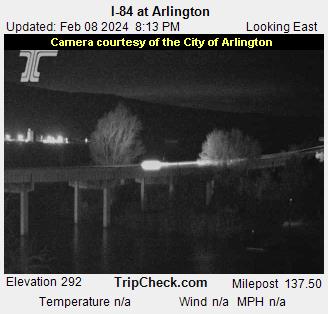 I-84 at Arlington
Updated: Feb 08 2024 8:13 PM Looking East
Camera courtesy of the City of Arlington
Elevation 292 TripCheck.com Milepost 137.50
Temperature n/a Wind n/a MPH n/a